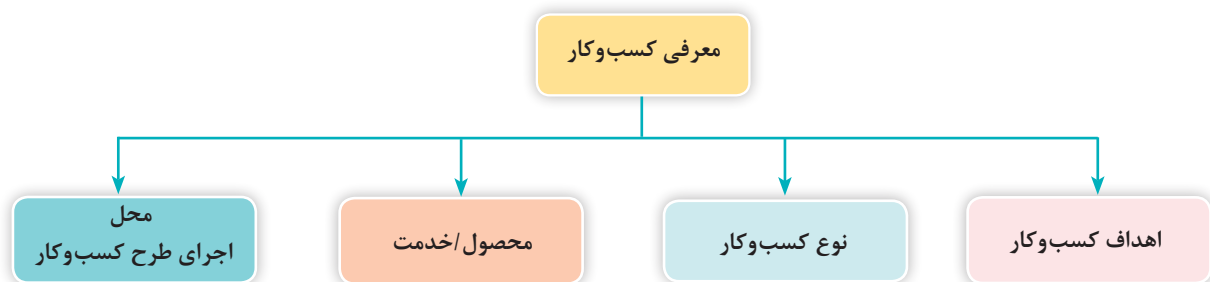 معرفی کسب‌وکار
اهداف کسب‌وکار
نوع کسب‌وکار
محصول/خدمت
محل
اجرای طرح کسب‌وکار